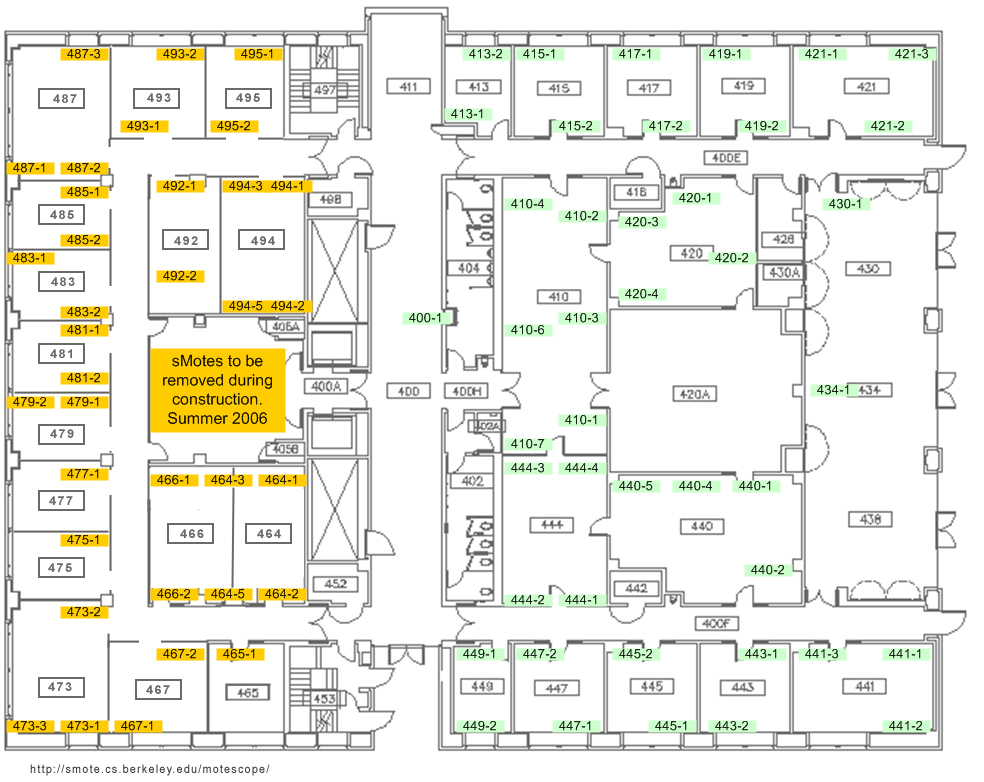 487-3 493-2 495-1 413-2 415-1 417-1 419-1 421-1 421-3
487 493 495 497 411 413 415 417 419 421
493-1 495-2 413-1 415-2 417-2 419-2 421-2
400E
487-1 487-2
485-1 492-1 494-3 494-1 498 418 420-1 430-1
485 410-4 410-2 420-3
485-2 492 494 428
483-1 420 420-2
483 492-2 404 430A 430
410 420-4
483-2 494-5 494-2 400-1 410-3
481-1 405A 410-6
481 sMotes to be
removed during
construction.
Summer 2006
481-2 400A 400 400H 420A 434-1 434
479-2 479-1
479 402A 410-1
405B 410-7
477-1 466-1 464-3 464-1 402 444-3 444-4 440-5 440-4 440-1
477
475-1 466 464 444 440 438
475 440-2
466-2 464-5 464-2 452 444-2 444-1 442
473-2
400F
467-2 465-1 449-1 447-2 445-2 443-1 441-3 441-1
473 467 465 453 449 447 445 443 441
473-3 473-1 467-1 449-2 447-1 445-1 443-2 441-2
http://smote.cs.berkeley.edu/motescope/